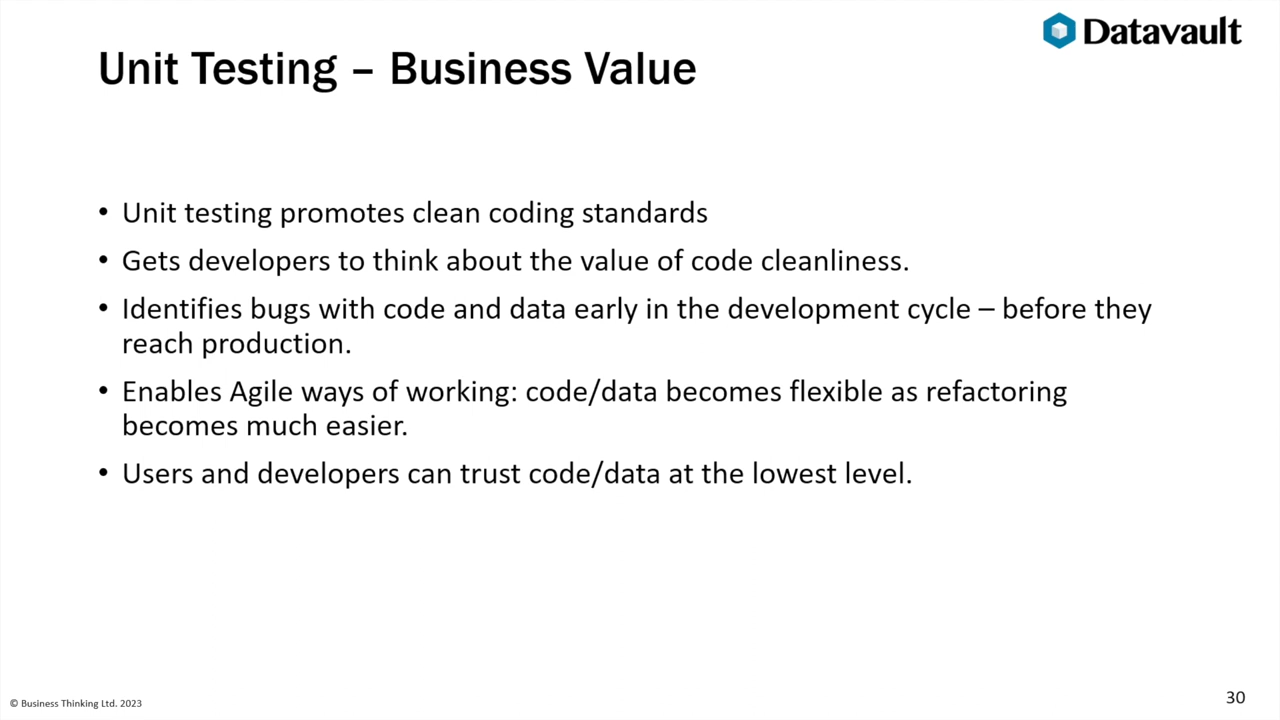 Datavault
Unit Testing – Business Value
• Unit testing promotes clean coding standards
• Gets developers to think about the value of code cleanliness.
• Identifies bugs with code and data early in the development cycle – before they
reach production.
• Enables Agile ways of working: code/data becomes flexible as refactoring
becomes much easier.
• Users and developers can trust code/data at the lowest level.
© Business Thinking Ltd. 2023
30